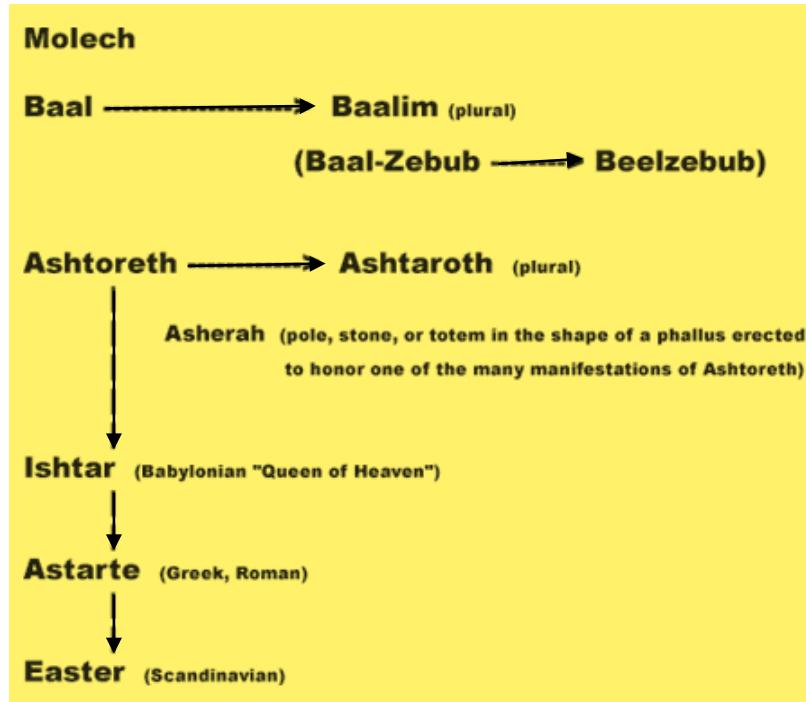 Molech
Baal Baalim (plural)
(Baal-Zebub Beelzebub)
Ashtoreth Ashtaroth (plural)
Asherah (pole, stone, or totem in the shape of a phallus erected
to honor one of the many manifestations of Ashtoreth)
Ishtar (Babylonian "Queen of Heaven")
Astarte (Greek, Roman)
Easter (Scandinavian)